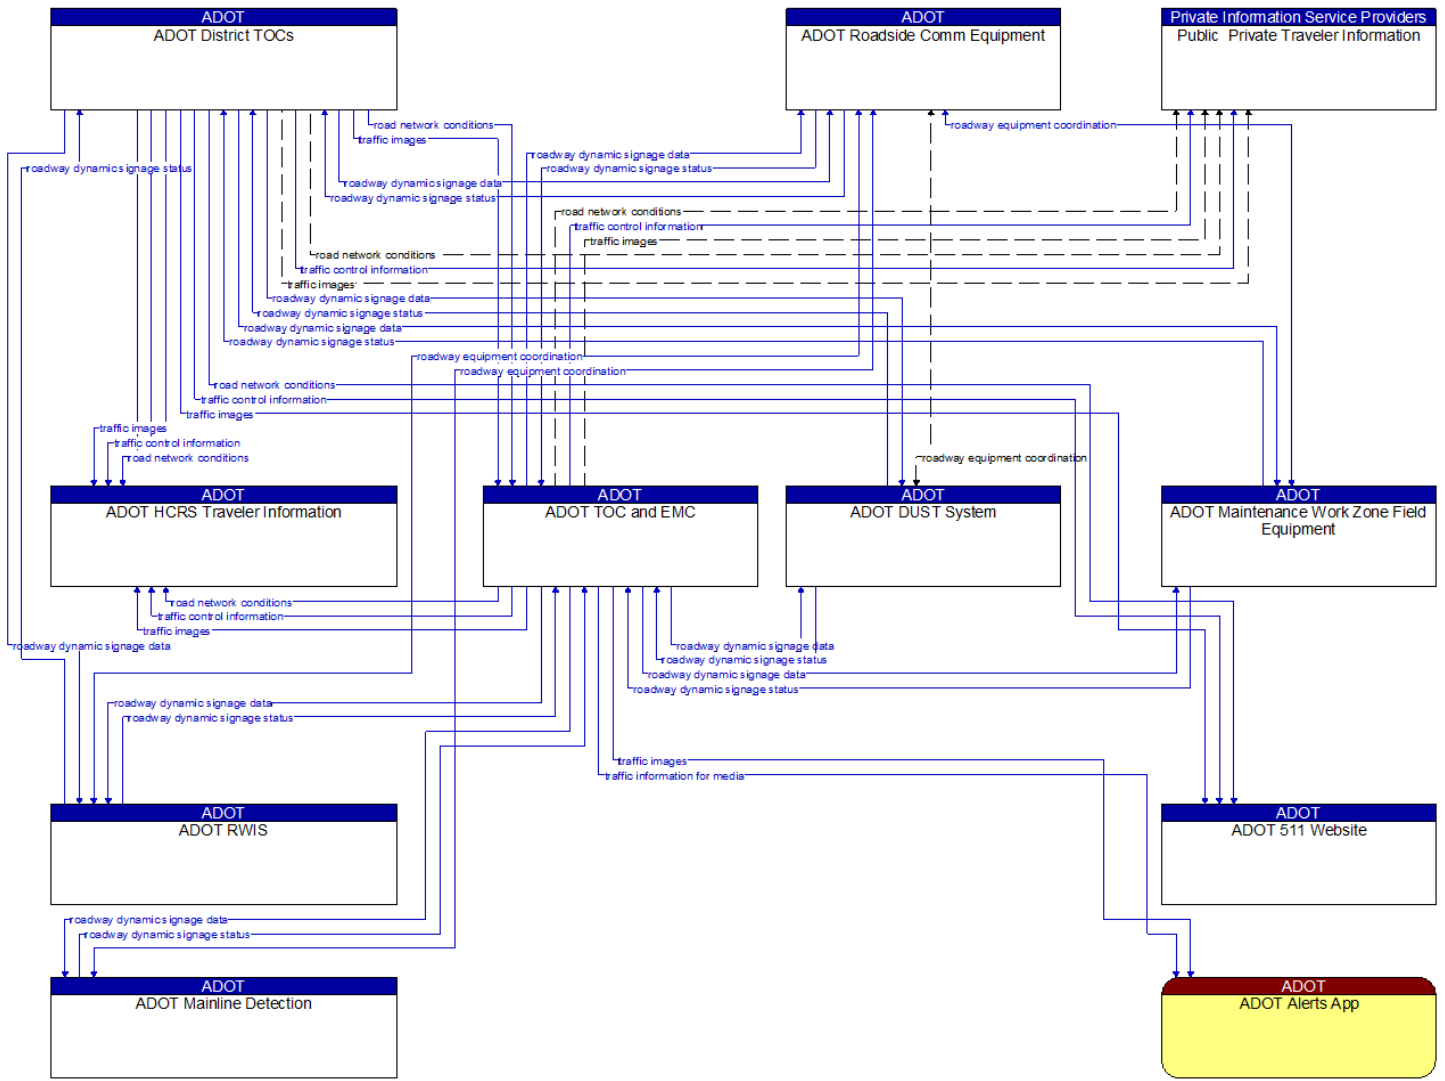 ADOT
ADOT District TOCs
ADOT
ADOT Roadside Comm Equipment
Private Information Service Providers
Public  Private Traveler Information
road network conditions
roadway equipment coordination
traffic images
roadway dynamic signage data
roadway dynamic signage status
roadway dynamic signage status
roadway dynamic signage data
roadway dynamic signage status
road network conditions
traffic control information
traffic images
road network conditions
traffic control information
traffic images
roadway dynamic signage data
roadway dynamic signage status
roadway dynamic signage data
roadway dynamic signage status
roadway equipment coordination
roadway equipment coordination
road network conditions
traffic control information
traffic images
traffic images
traffic control information
road network conditions
roadway equipment coordination
ADOT
ADOT HCRS Traveler Information
ADOT
ADOT TOC and EMC
ADOT
ADOT DUST System
ADOT
ADOT Maintenance Work Zone Field
Equipment
road network conditions
traffic control information
traffic images
roadway dynamic signage data
roadway dynamic signage data
roadway dynamic signage status
roadway dynamic signage data
roadway dynamic signage status
roadway dynamic signage data
roadway dynamic signage status
traffic images
traffic information for media
ADOT
ADOT RWIS
ADOT
ADOT 511 Website
roadway dynamic signage data
roadway dynamic signage status
ADOT
ADOT Mainline Detection
ADOT
ADOT Alerts App